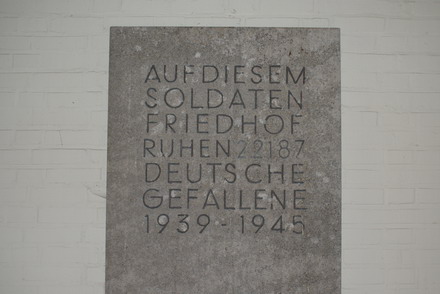 AUF DIESEM
SOLDATEN
FRIEDHOF
RUHEN 22187
DEUTSCHE
GEFALLENE
1939-1945